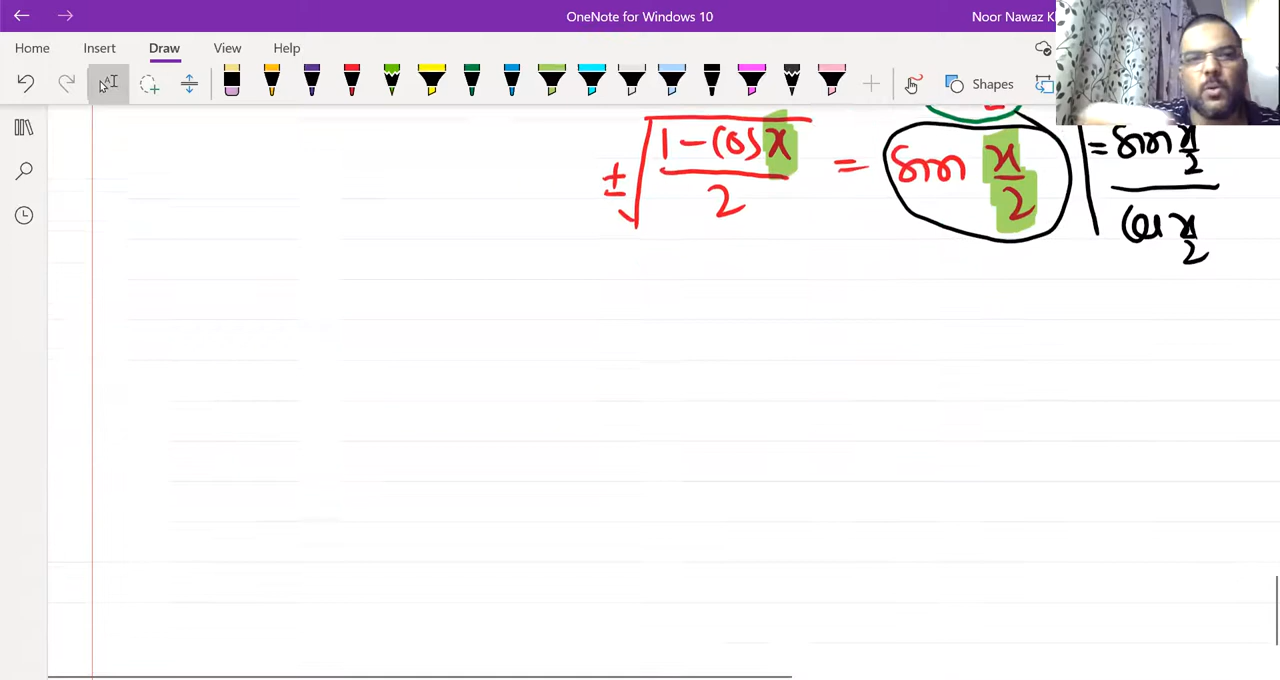 OneNote for Windows 10
Noor Nawaz K
Home Insert Draw View Help
Shapes
± √((1 - Cos x)/2) = Sin x/2
= Sin x/2 / Cos x/2